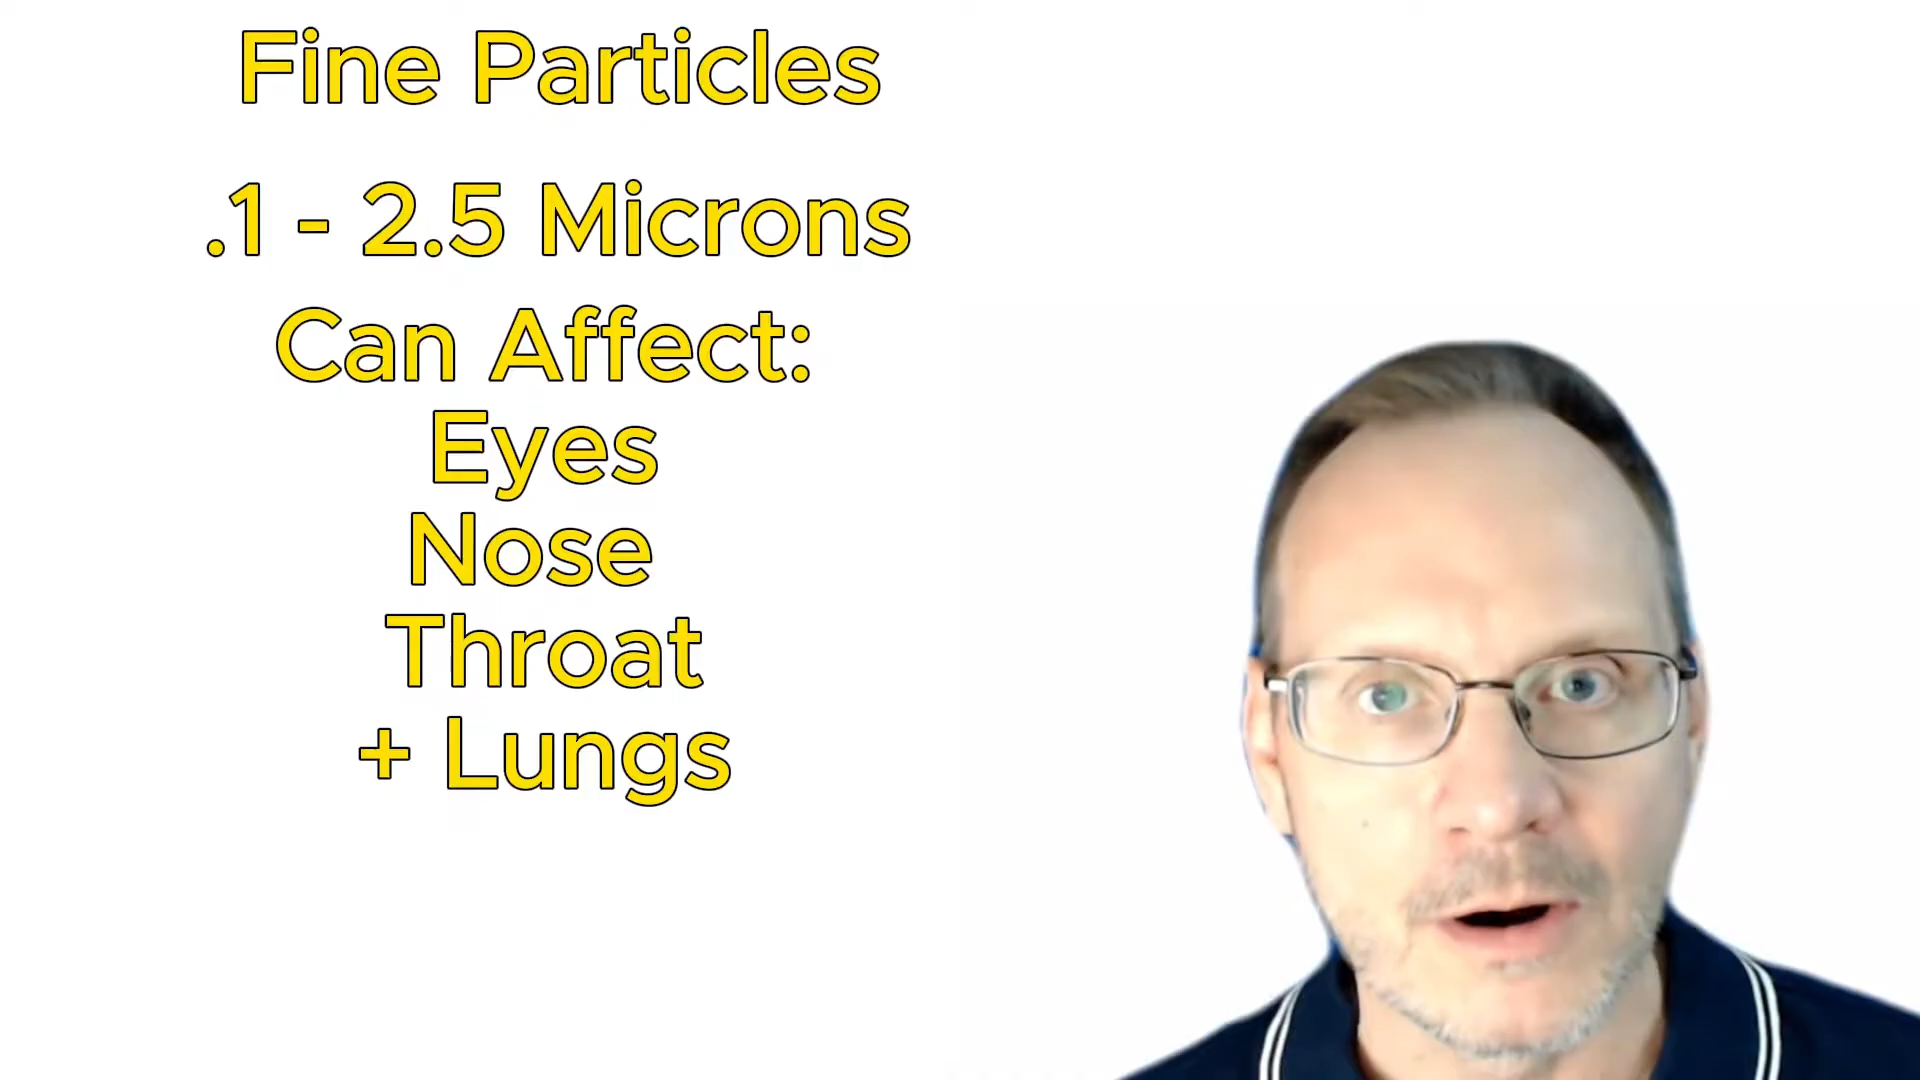 Fine Particles
.1 - 2.5 Microns
Can Affect:
Eyes
Nose
Throat
+ Lungs